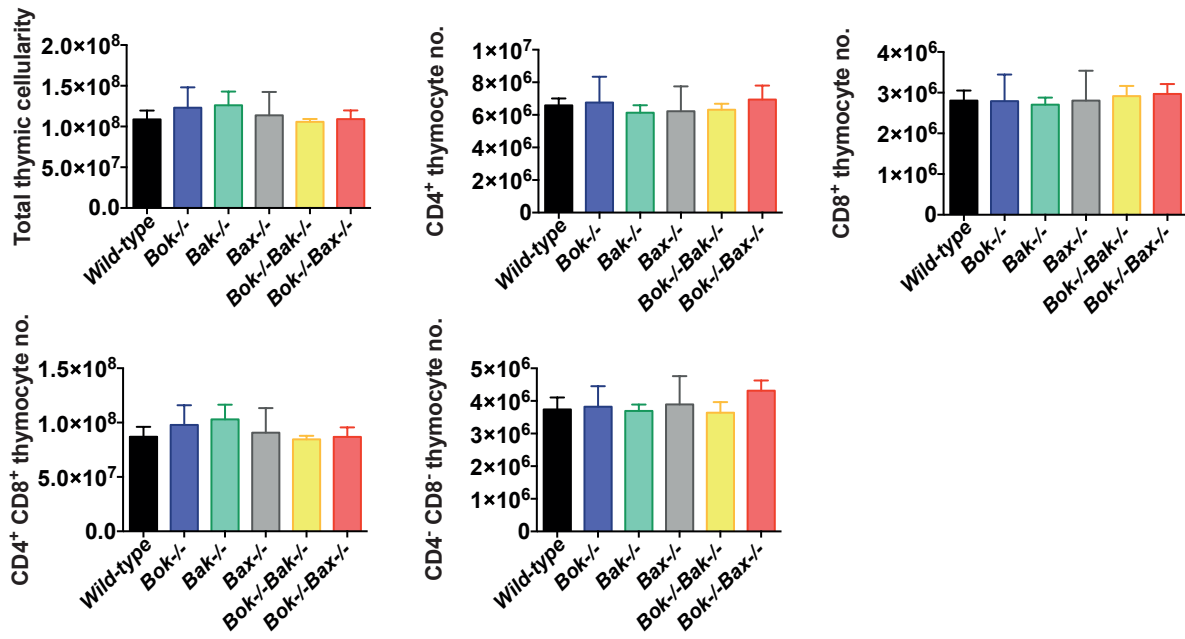 Total thymic cellularity
2.0×10⁸
1.5×10⁸
1.0×10⁸
5.0×10⁷
0.0
Wild-type
Bok-/-
Bak-/-
Bax-/-
Bok-/-Bak-/-
Bok-/-Bax-/-
CD4⁺ thymocyte no.
1×10⁷
8×10⁶
6×10⁶
4×10⁶
2×10⁶
0
Wild-type
Bok-/-
Bak-/-
Bax-/-
Bok-/-Bak-/-
Bok-/-Bax-/-
CD8⁺ thymocyte no.
4×10⁶
3×10⁶
2×10⁶
1×10⁶
0
Wild-type
Bok-/-
Bak-/-
Bax-/-
Bok-/-Bak-/-
Bok-/-Bax-/-
CD4⁺ CD8⁺ thymocyte no.
1.5×10⁸
1.0×10⁸
5.0×10⁷
0.0
Wild-type
Bok-/-
Bak-/-
Bax-/-
Bok-/-Bak-/-
Bok-/-Bax-/-
CD4⁻ CD8⁻ thymocyte no.
5×10⁶
4×10⁶
3×10⁶
2×10⁶
1×10⁶
0
Wild-type
Bok-/-
Bak-/-
Bax-/-
Bok-/-Bak-/-
Bok-/-Bax-/-